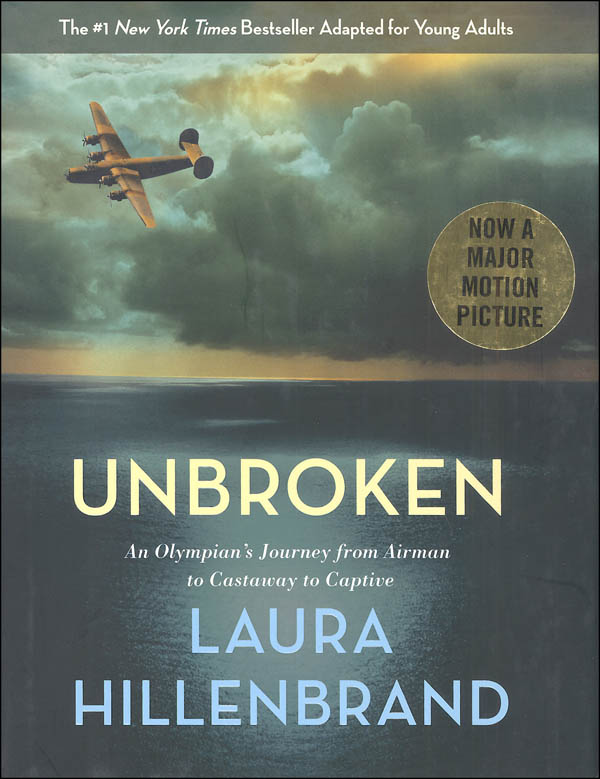 The #1 New York Times Bestseller Adapted for Young Adults
NOW A
MAJOR
MOTION
PICTURE
UNBROKEN
An Olympian's Journey from Airman
to Castaway to Captive
LAURA
HILLENBRAND